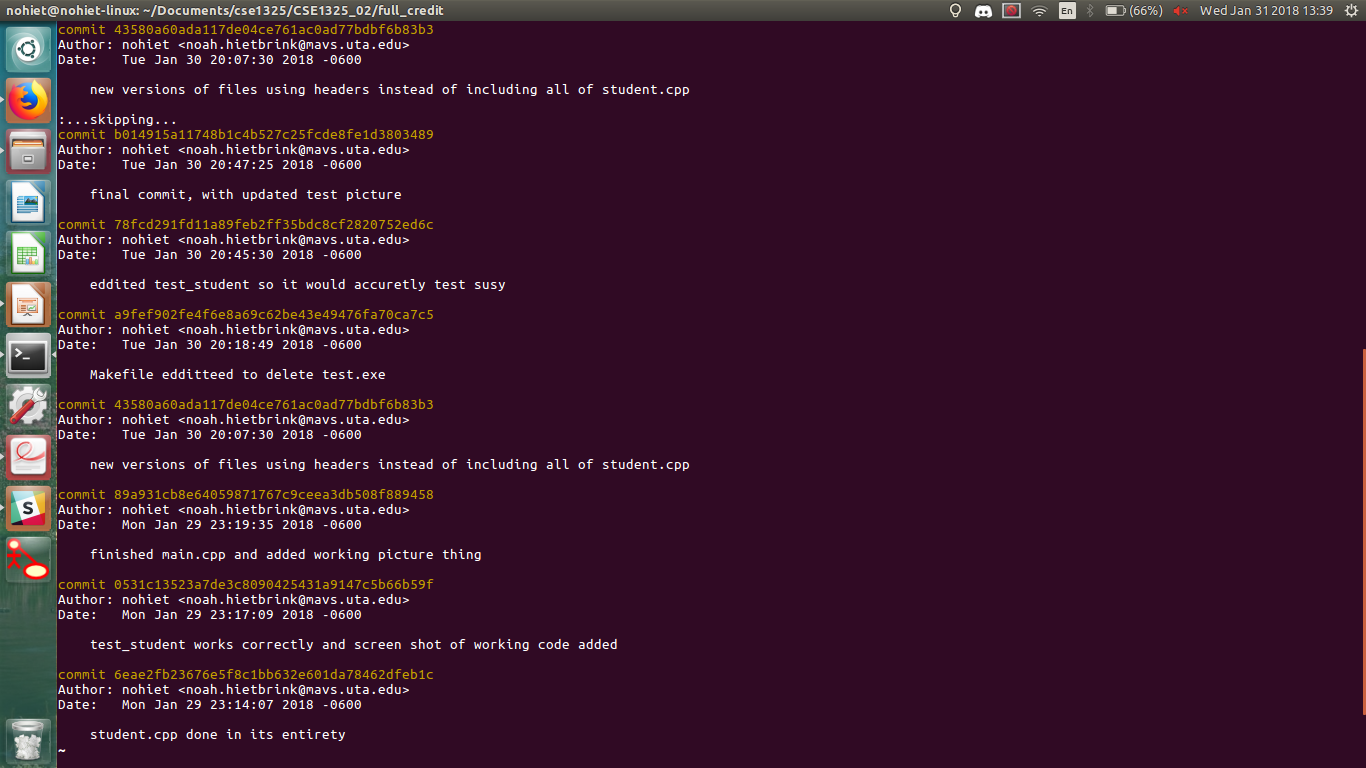 nohiet@nohiet-linux: ~/Documents/cse1325/CSE1325_02/full_credit En (66%) Wed Jan 31 2018 13:39
commit 43580a60ada117de04ce761ac0ad77bdbf6b83b3
Author: nohiet <noah.hietbrink@mavs.uta.edu>
Date:   Tue Jan 30 20:07:30 2018 -0600
new versions of files using headers instead of including all of student.cpp
:...skipping...
commit b014915a11748b1c4b527c25fcde8fe1d3803489
Author: nohiet <noah.hietbrink@mavs.uta.edu>
Date:   Tue Jan 30 20:47:25 2018 -0600
final commit, with updated test picture
commit 78fcd291fd11a89feb2ff35bdc8cf2820752ed6c
Author: nohiet <noah.hietbrink@mavs.uta.edu>
Date:   Tue Jan 30 20:45:30 2018 -0600
eddited test_student so it would accuretly test susy
commit a9fef902fe4f6e8a69c62be43e49476fa70ca7c5
Author: nohiet <noah.hietbrink@mavs.uta.edu>
Date:   Tue Jan 30 20:18:49 2018 -0600
Makefile edditteed to delete test.exe
commit 43580a60ada117de04ce761ac0ad77bdbf6b83b3
Author: nohiet <noah.hietbrink@mavs.uta.edu>
Date:   Tue Jan 30 20:07:30 2018 -0600
new versions of files using headers instead of including all of student.cpp
commit 89a931cb8e64059871767c9ceea3db508f889458
Author: nohiet <noah.hietbrink@mavs.uta.edu>
Date:   Mon Jan 29 23:19:35 2018 -0600
finished main.cpp and added working picture thing
commit 0531c13523a7de3c8090425431a9147c5b66b59f
Author: nohiet <noah.hietbrink@mavs.uta.edu>
Date:   Mon Jan 29 23:17:09 2018 -0600
test_student works correctly and screen shot of working code added
commit 6eae2fb23676e5f8c1bb632e601da78462dfeb1c
Author: nohiet <noah.hietbrink@mavs.uta.edu>
Date:   Mon Jan 29 23:14:07 2018 -0600
student.cpp done in its entirety
~